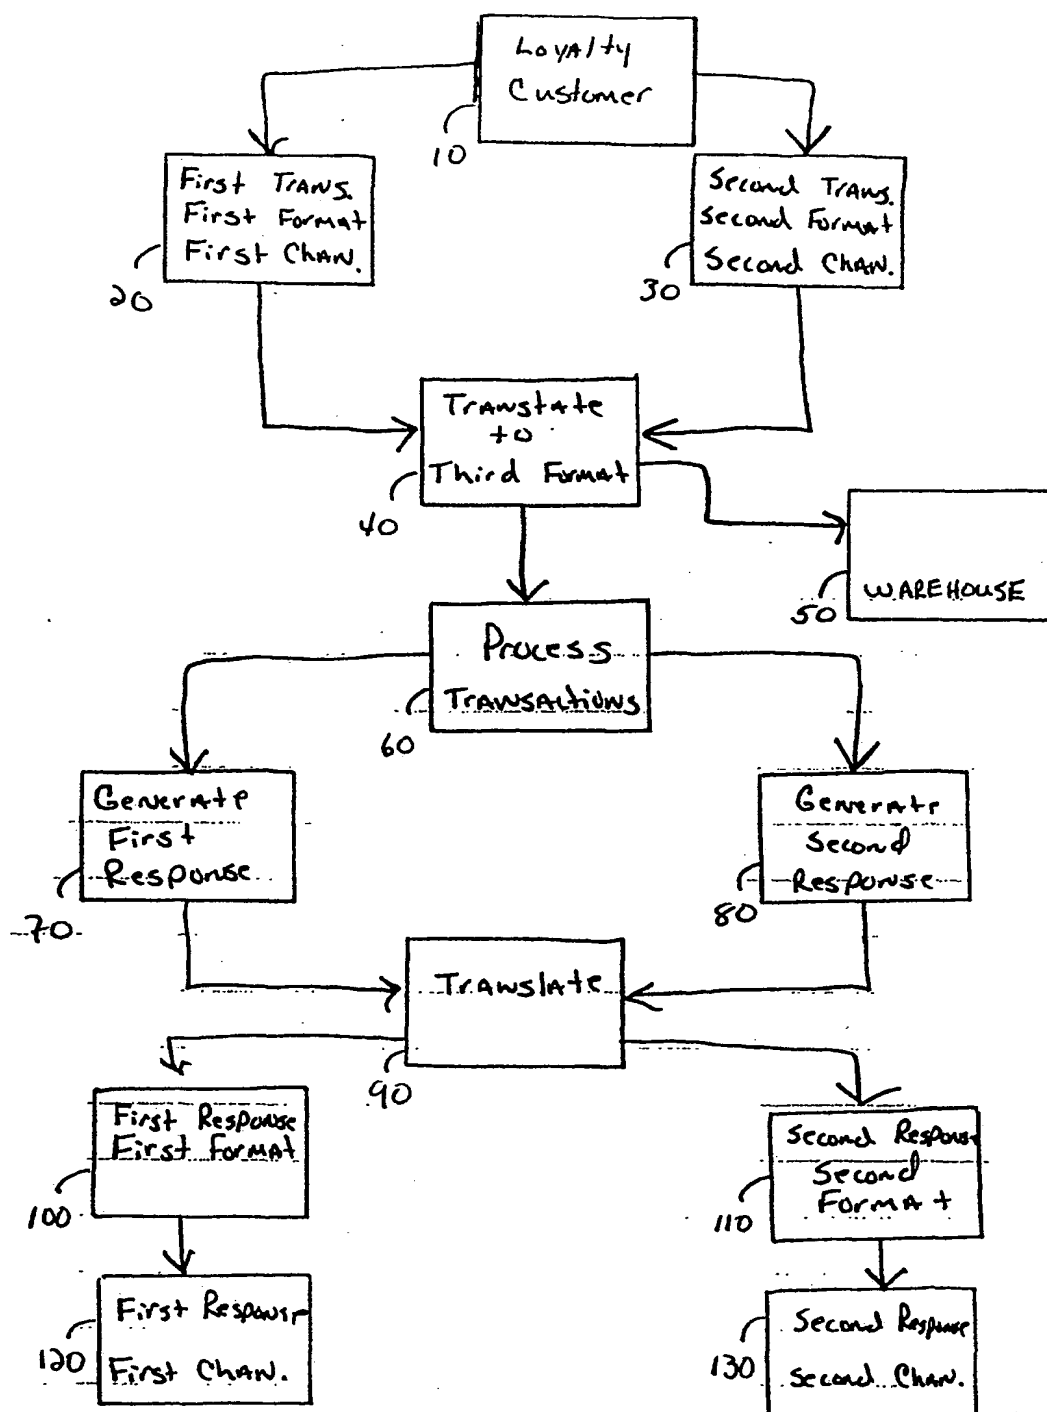 Loyalty
Customer
10
First Trans.
First Format
First Chan.
20
Second Trans.
Second Format
Second Chan.
30
Translate
to
Third Format
40
WAREHOUSE
50
Process
Transactions
60
Generate
First
Response
70
Generate
Second
Response
80
Translate
90
First Response
First Format
100
Second Response
Second
Format
110
First Response
First Chan.
120
Second Response
Second Chan.
130